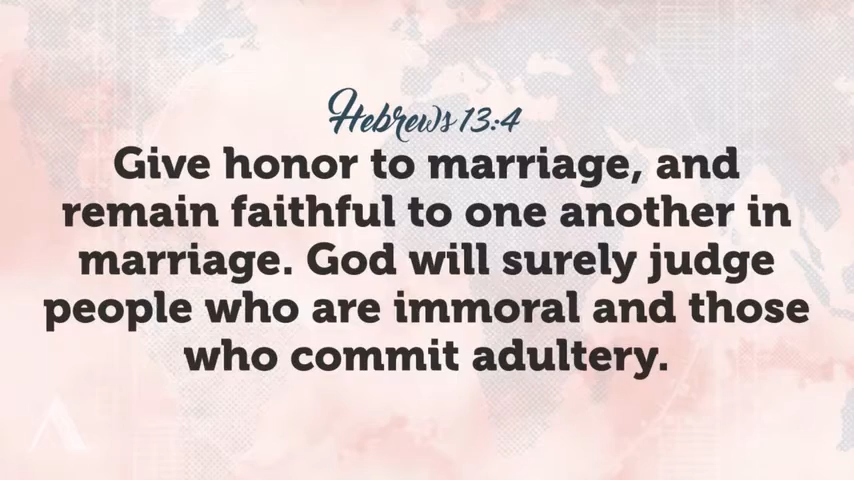 Hebrews 13:4
Give honor to marriage, and
remain faithful to one another in
marriage. God will surely judge
people who are immoral and those
who commit adultery.